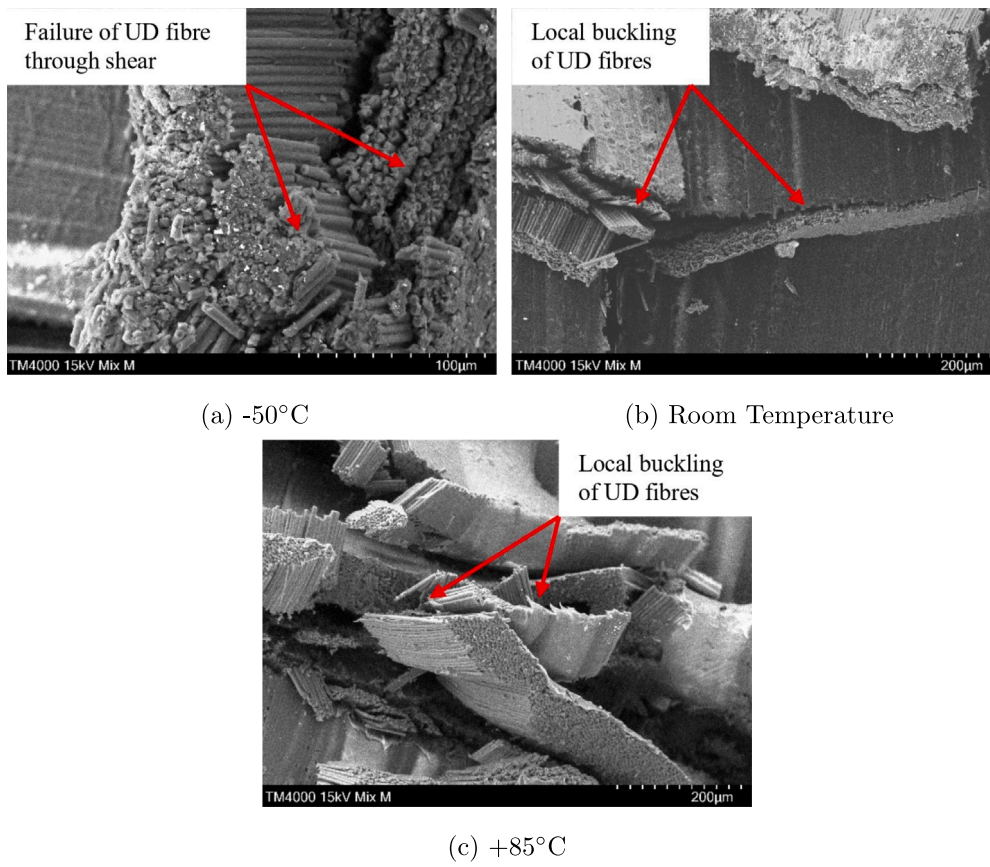 Failure of UD fibre
through shear
Local buckling
of UD fibres
TM4000 15kV Mix M 100µm
TM4000 15kV Mix M 200µm
(a) -50°C
(b) Room Temperature
Local buckling
of UD fibres
TM4000 15kV Mix M 200µm
(c) +85°C